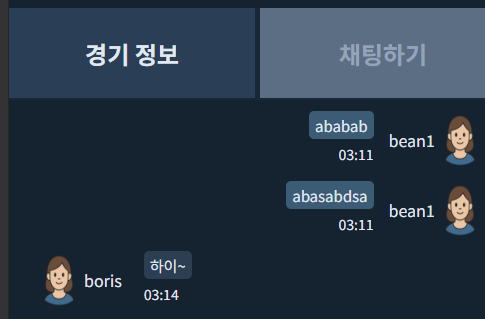 경기 정보
채팅하기
ababab
bean1
03:11
abasabdsa
bean1
03:11
하이~
boris
03:14